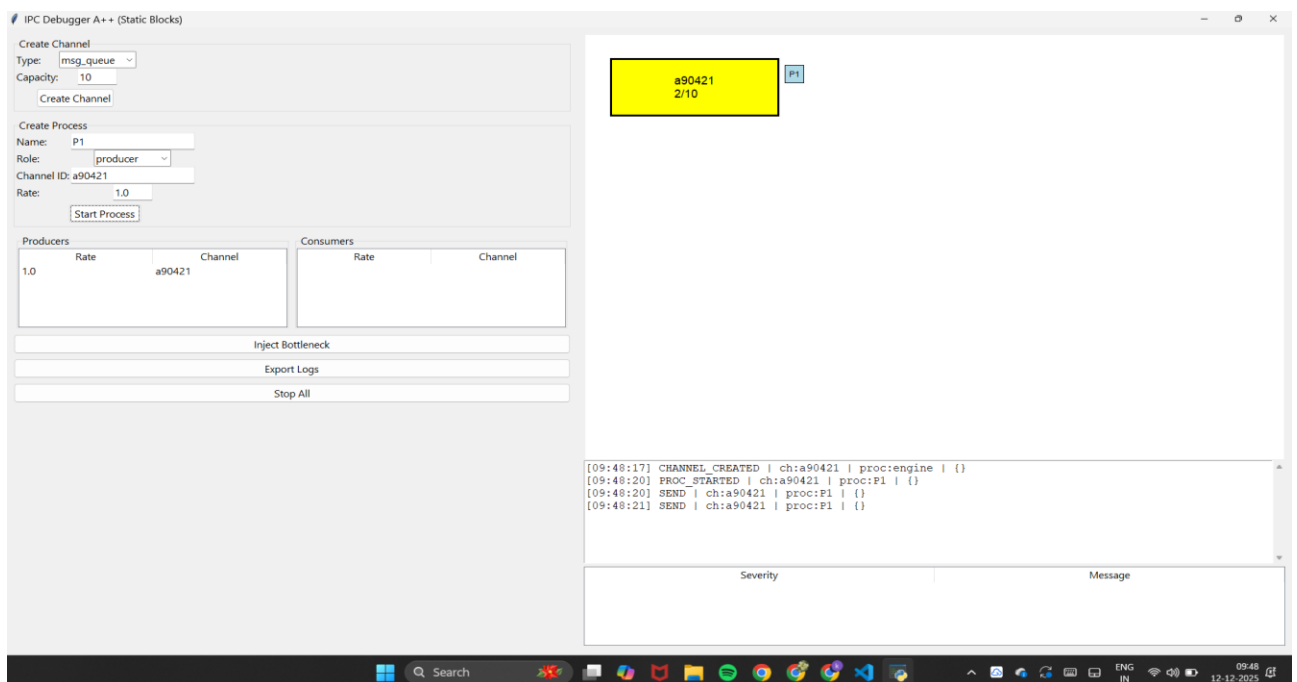 IPC Debugger A++ (Static Blocks)
Create Channel
Type: msg_queue
Capacity: 10
Create Channel
Create Process
Name: P1
Role: producer
Channel ID: a90421
Rate: 1.0
Start Process
Producers
Rate Channel
1.0 a90421
Consumers
Rate Channel
Inject Bottleneck
Export Logs
Stop All
a90421
2/10
P1
[09:48:17] CHANNEL_CREATED | ch:a90421 | proc:engine | {}
[09:48:20] PROC_STARTED | ch:a90421 | proc:P1 | {}
[09:48:20] SEND | ch:a90421 | proc:P1 | {}
[09:48:21] SEND | ch:a90421 | proc:P1 | {}
Severity Message
Search
ENG
IN
09:48
12-12-2025